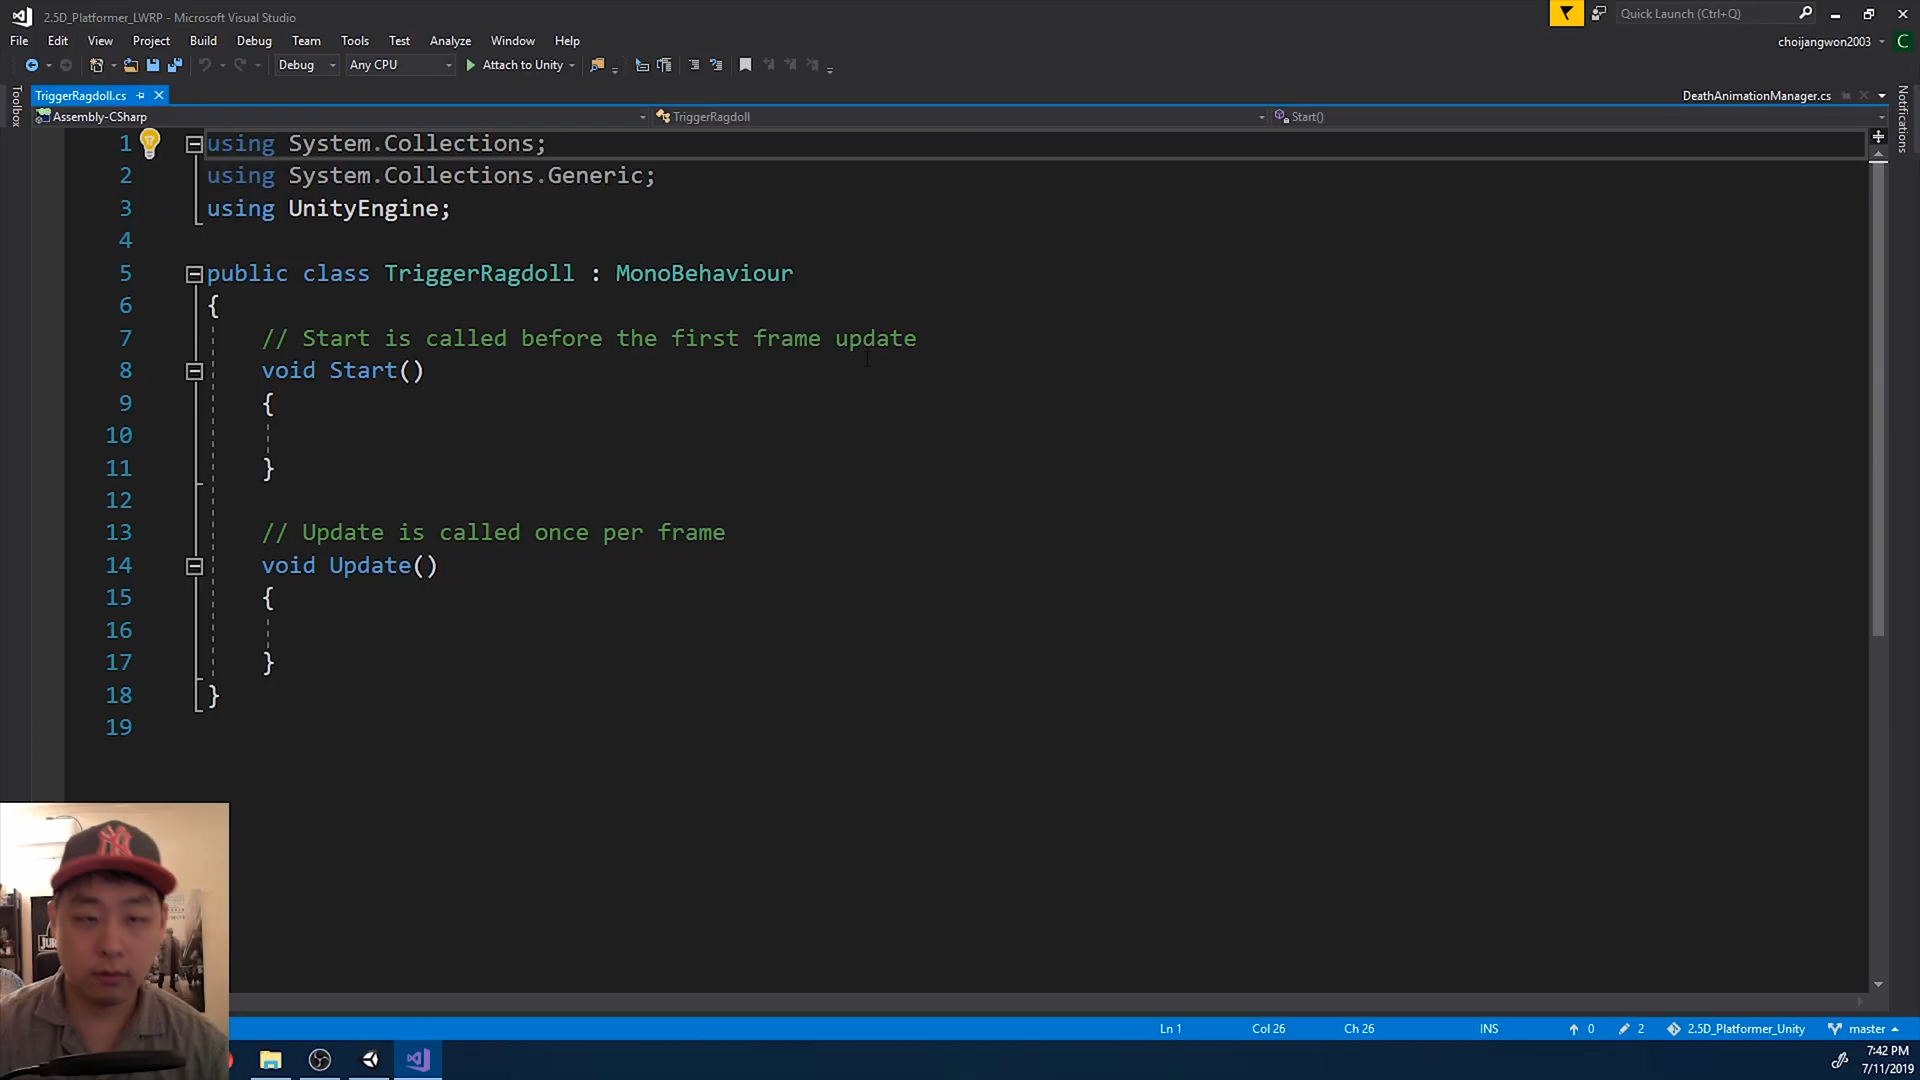 2.5D_Platformer_LWRP - Microsoft Visual Studio
Quick Launch (Ctrl+Q)
File Edit View Project Build Debug Team Tools Test Analyze Window Help
choijangwon2003 C
Debug Any CPU Attach to Unity
Toolbox
TriggerRagdoll.cs
DeathAnimationManager.cs
Notifications
Assembly-CSharp
TriggerRagdoll
Start()
1 using System.Collections;
2 using System.Collections.Generic;
3 using UnityEngine;
4
5 public class TriggerRagdoll : MonoBehaviour
6 {
7 // Start is called before the first frame update
8 void Start()
9 {
10
11 }
12
13 // Update is called once per frame
14 void Update()
15 {
16
17 }
18 }
19
Ln 1 Col 26 Ch 26 INS 0 2 2.5D_Platformer_Unity master
7:42 PM
7/11/2019